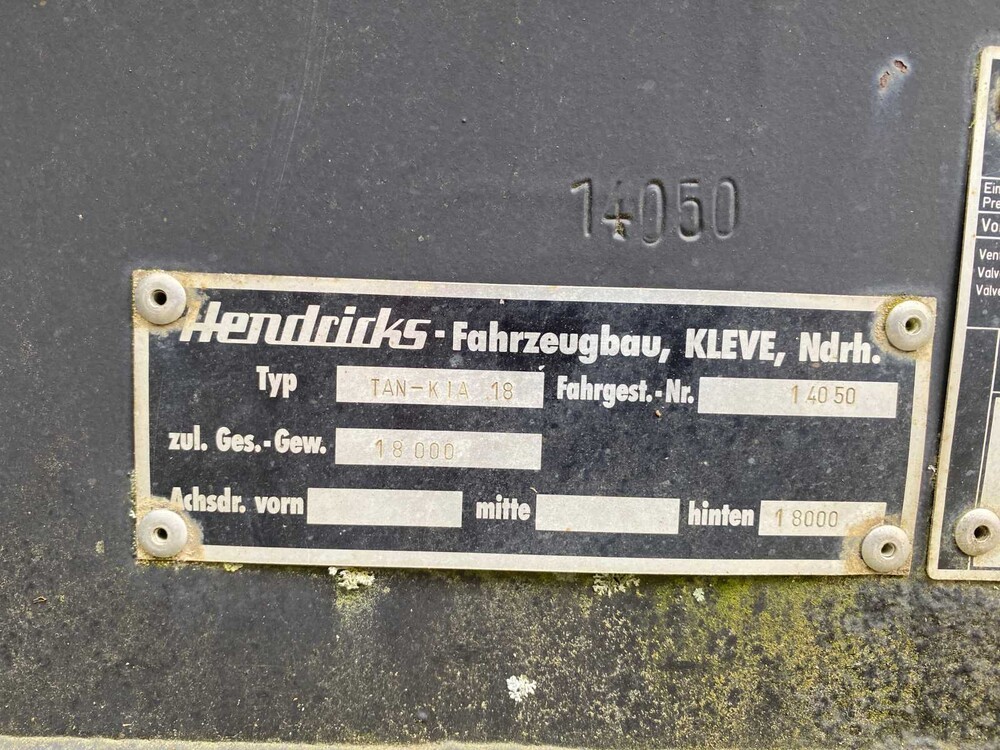 14050
Hendricks - Fahrzeugbau, KLEVE, Ndrh.
Typ TAN-KIA 18 Fahrgest.-Nr. 14050
zul. Ges.-Gew. 18 000
Achsdr. vorn mitte hinten 18000